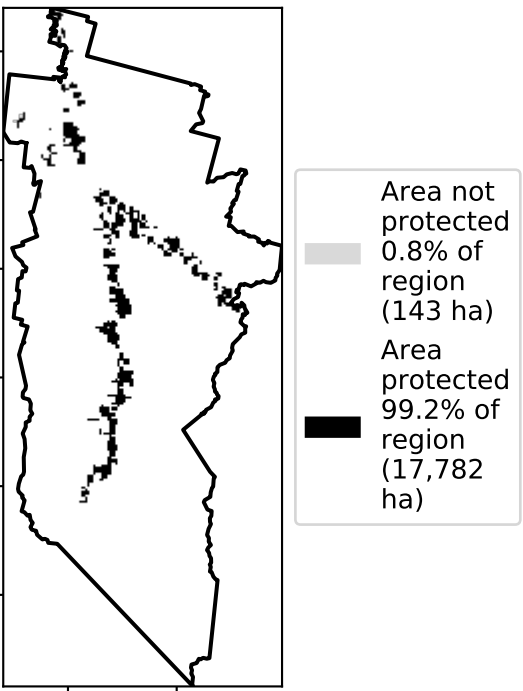 Area not
protected
0.8% of
region
(143 ha)
Area
protected
99.2% of
region
(17,782
ha)